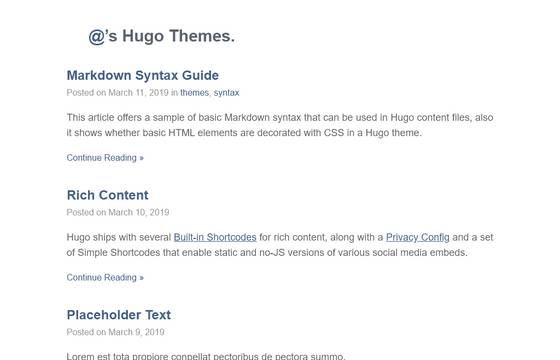 @’s Hugo Themes.
Markdown Syntax Guide
Posted on March 11, 2019 in themes, syntax
This article offers a sample of basic Markdown syntax that can be used in Hugo content files, also
it shows whether basic HTML elements are decorated with CSS in a Hugo theme.
Continue Reading »
Rich Content
Posted on March 10, 2019
Hugo ships with several Built-in Shortcodes for rich content, along with a Privacy Config and a set
of Simple Shortcodes that enable static and no-JS versions of various social media embeds.
Continue Reading »
Placeholder Text
Posted on March 9, 2019
Lorem est tota propiore conpellat pectoribus de pectora summo.